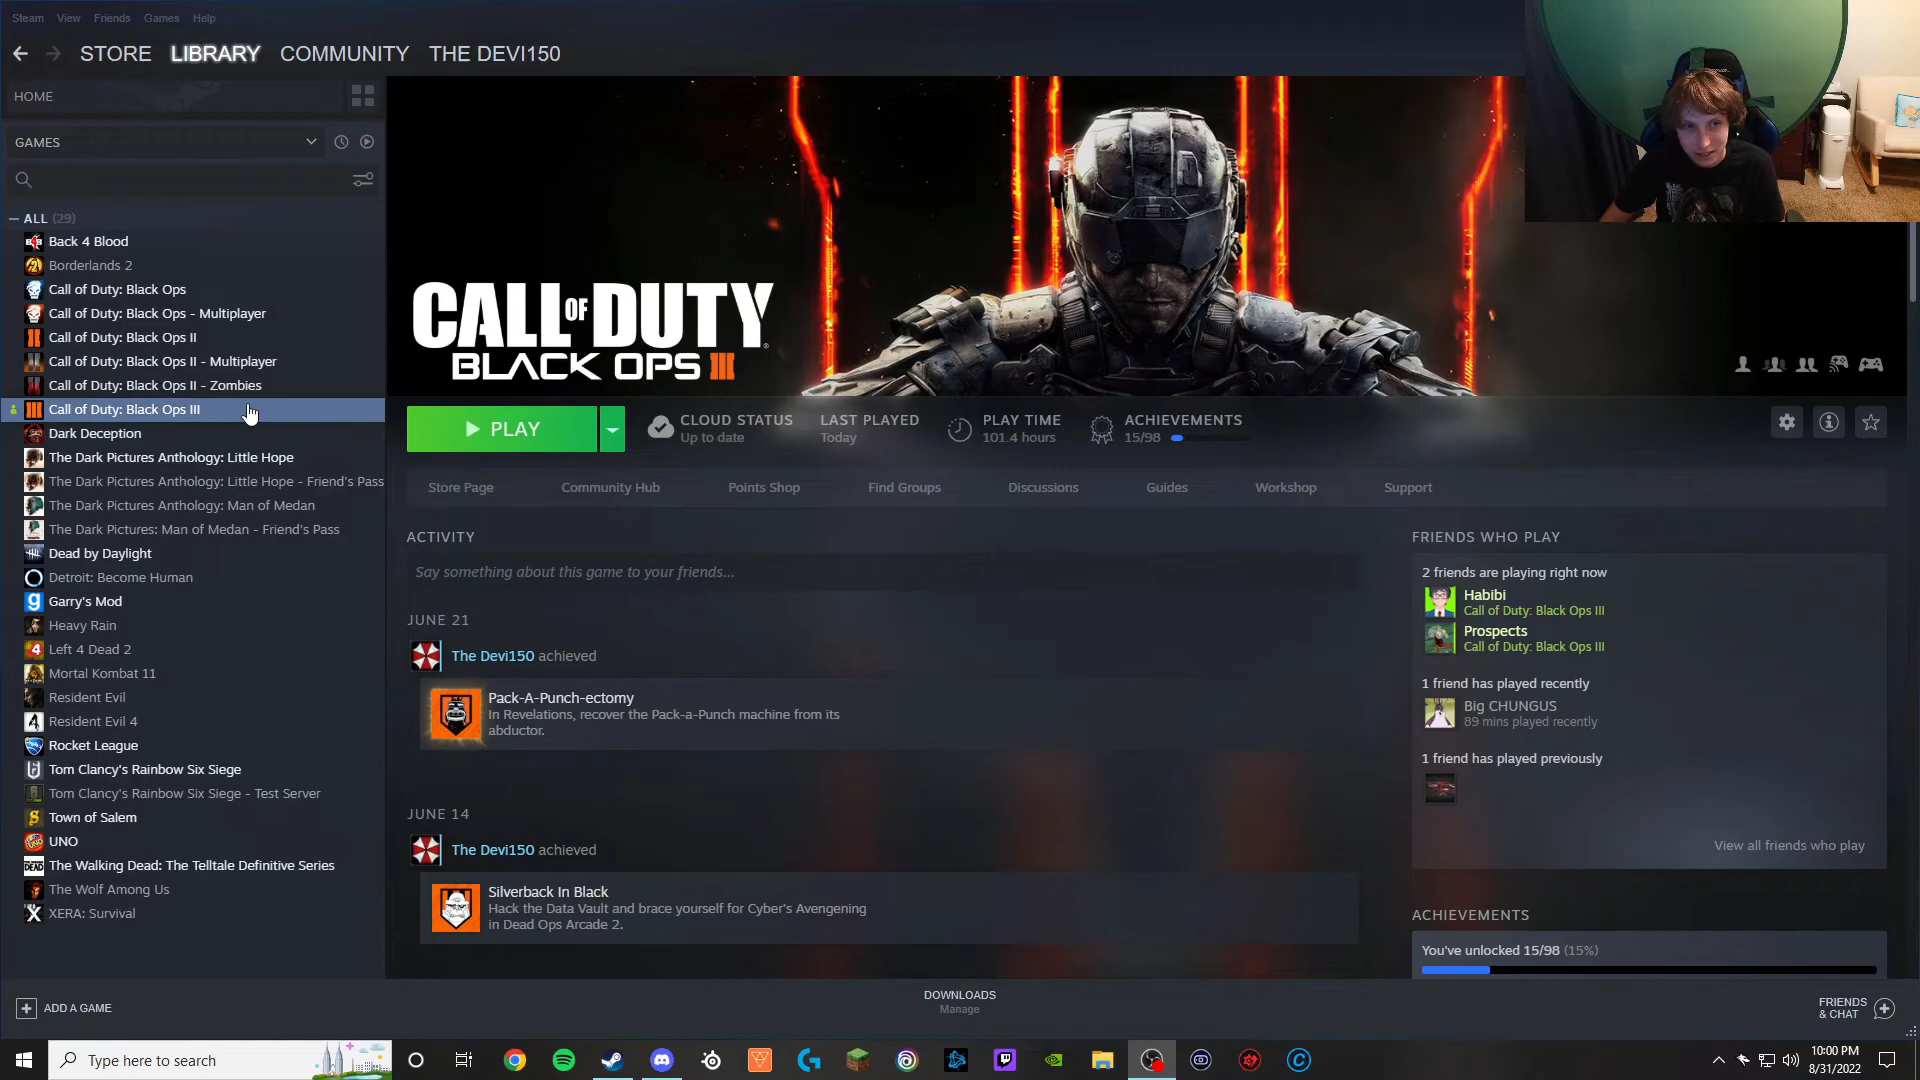 Steam View Friends Games Help
STORE LIBRARY COMMUNITY THE DEVI150
HOME
GAMES
ALL (29)
Back 4 Blood
Borderlands 2
Call of Duty: Black Ops
Call of Duty: Black Ops - Multiplayer
Call of Duty: Black Ops II
Call of Duty: Black Ops II - Multiplayer
Call of Duty: Black Ops II - Zombies
Call of Duty: Black Ops III
Dark Deception
The Dark Pictures Anthology: Little Hope
The Dark Pictures Anthology: Little Hope - Friend's Pass
The Dark Pictures Anthology: Man of Medan
The Dark Pictures: Man of Medan - Friend's Pass
Dead by Daylight
Detroit: Become Human
Garry's Mod
Heavy Rain
Left 4 Dead 2
Mortal Kombat 11
Resident Evil
Resident Evil 4
Rocket League
Tom Clancy's Rainbow Six Siege
Tom Clancy's Rainbow Six Siege - Test Server
Town of Salem
UNO
The Walking Dead: The Telltale Definitive Series
The Wolf Among Us
XERA: Survival
CALL OF DUTY
BLACK OPS III
PLAY
CLOUD STATUS
Up to date
LAST PLAYED
Today
PLAY TIME
101.4 hours
ACHIEVEMENTS
15/98
Store Page Community Hub Points Shop Find Groups Discussions Guides Workshop Support
ACTIVITY
Say something about this game to your friends...
JUNE 21
The Devi150 achieved
Pack-A-Punch-ectomy
In Revelations, recover the Pack-a-Punch machine from its
abductor.
JUNE 14
The Devi150 achieved
Silverback In Black
Hack the Data Vault and brace yourself for Cyber's Avengening
in Dead Ops Arcade 2.
FRIENDS WHO PLAY
2 friends are playing right now
Habibi
Call of Duty: Black Ops III
Prospects
Call of Duty: Black Ops III
1 friend has played recently
Big CHUNGUS
89 mins played recently
1 friend has played previously
View all friends who play
ACHIEVEMENTS
You've unlocked 15/98 (15%)
ADD A GAME
DOWNLOADS
Manage
FRIENDS
& CHAT
Type here to search
10:00 PM
8/31/2022